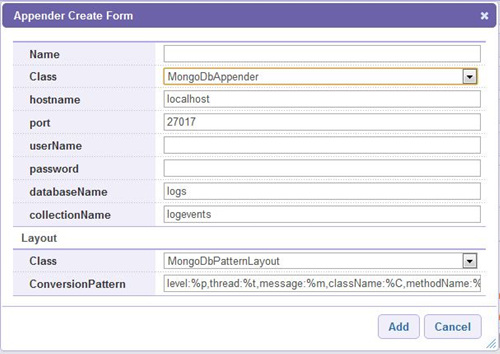 Appender Create Form
Name
Class MongoDbAppender
hostname localhost
port 27017
userName
password
databaseName logs
collectionName logevents
Layout
Class MongoDbPatternLayout
ConversionPattern level:%p,thread:%t,message:%m,className:%C,methodName:%
Add Cancel